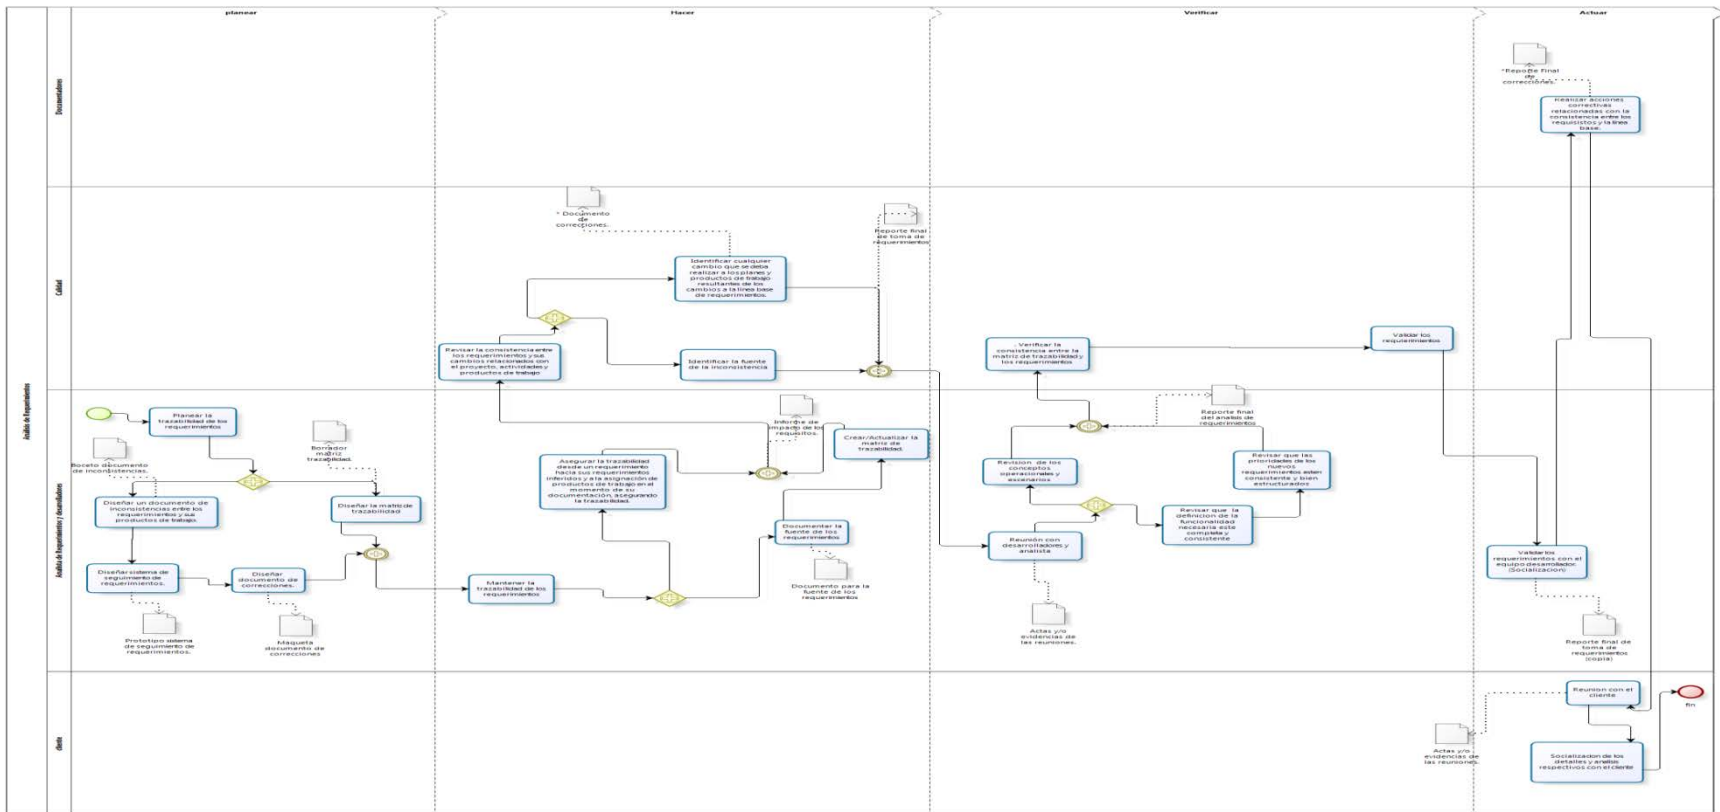 planear
Hacer
Verificar
Actuar
Análisis de Requerimientos
Documentadores
Calidad
Analista de Requerimientos y desarrolladores
cliente
Planear la
trazabilidad de los
requerimientos
Boceto documento
de inconsistencias.
Borrador
matriz
trazabilidad.
Diseñar un documento de
inconsistencias entre los
requerimientos y sus
productos de trabajo.
Diseñar la matriz de
trazabilidad
Diseñar sistema de
seguimiento de
requerimientos.
Diseñar
documento de
correcciones.
Prototipo sistema
de seguimiento de
requerimientos.
Maqueta
documento de
correcciones
* Documento
de
correcciones.
Reporte final
de toma de
requerimientos
Identificar cualquier
cambio que se deba
realizar a los planes y
productos de trabajo
resultantes de los
cambios a la línea base
de requerimientos.
Revisar la consistencia entre
los requerimientos y sus
cambios relacionados con
el proyecto, actividades y
productos de trabajo
Identificar la fuente
de la inconsistencia
Informe de
impacto de los
requisitos.
Crear/Actualizar la
matriz de
trazabilidad.
Asegurar la trazabilidad
desde un requerimiento
hacia sus requerimientos
inferidos y a la asignación de
productos de trabajo en el
momento de su
documentación, asegurando
la trazabilidad.
Documentar la
fuente de los
requerimientos
Mantener la
trazabilidad de los
requerimientos
Documento para la
fuente de los
requerimientos
. Verificar la
consistencia entre la
matriz de trazabilidad y
los requerimientos
Validar los
requerimientos
Reporte final
del analisis de
requerimientos
Revision de los
conceptos
operacionales y
escenarios
Revisar que las
prioridades de los
nuevos
requerimientos esten
consistente y bien
estructurados
Revisar que la
definicion de la
funcionalidad
necesaria este
completa y
consistente
Reunión con
desarrolladores y
analista
Actas y/o
evidencias de
las reuniones.
*Reporte Final
de
correcciones.
Realizar acciones
correctivas
relacionadas con la
consistencia entre los
requisistos y la línea
base.
Validar los
requerimientos con el
equipo desarrollador.
(Socializacion)
Reporte final de
toma de
requerimientos
(copia)
Reunion con el
cliente
fin
Actas y/o
evidencias de
las reuniones.
Socializacion de los
detalles y analisis
respectivos con el cliente